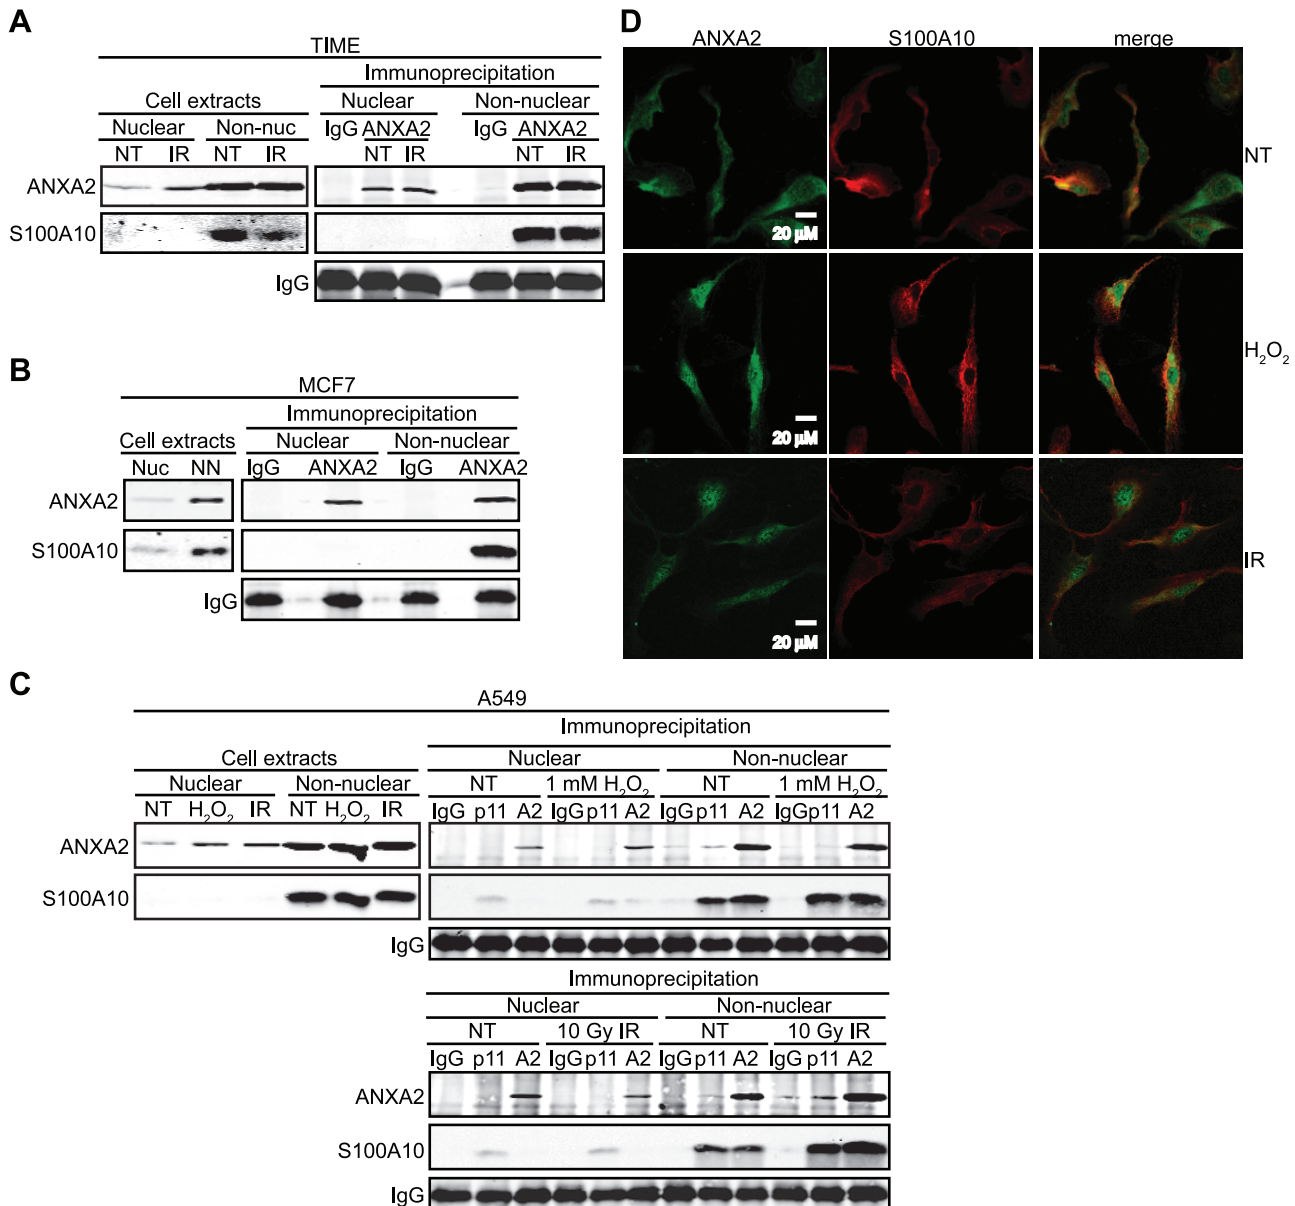 A
TIME
Immunoprecipitation
Cell extracts Nuclear Non-nuclear
Nuclear Non-nuc IgG ANXA2 IgG ANXA2
NT IR NT IR NT IR NT IR
ANXA2
S100A10
IgG
B
MCF7
Immunoprecipitation
Cell extracts Nuclear Non-nuclear
Nuc NN IgG ANXA2 IgG ANXA2
ANXA2
S100A10
IgG
D
ANXA2 S100A10 merge
NT
20 µM
H₂O₂
20 µM
IR
20 µM
C
A549
Immunoprecipitation
Cell extracts Nuclear Non-nuclear
Nuclear Non-nuclear NT 1 mM H₂O₂ NT 1 mM H₂O₂
NT H₂O₂ IR NT H₂O₂ IR IgG p11 A2 IgG p11 A2 IgG p11 A2 IgG p11 A2
ANXA2
S100A10
IgG
Immunoprecipitation
Nuclear Non-nuclear
NT 10 Gy IR NT 10 Gy IR
IgG p11 A2 IgG p11 A2 IgG p11 A2 IgG p11 A2
ANXA2
S100A10
IgG